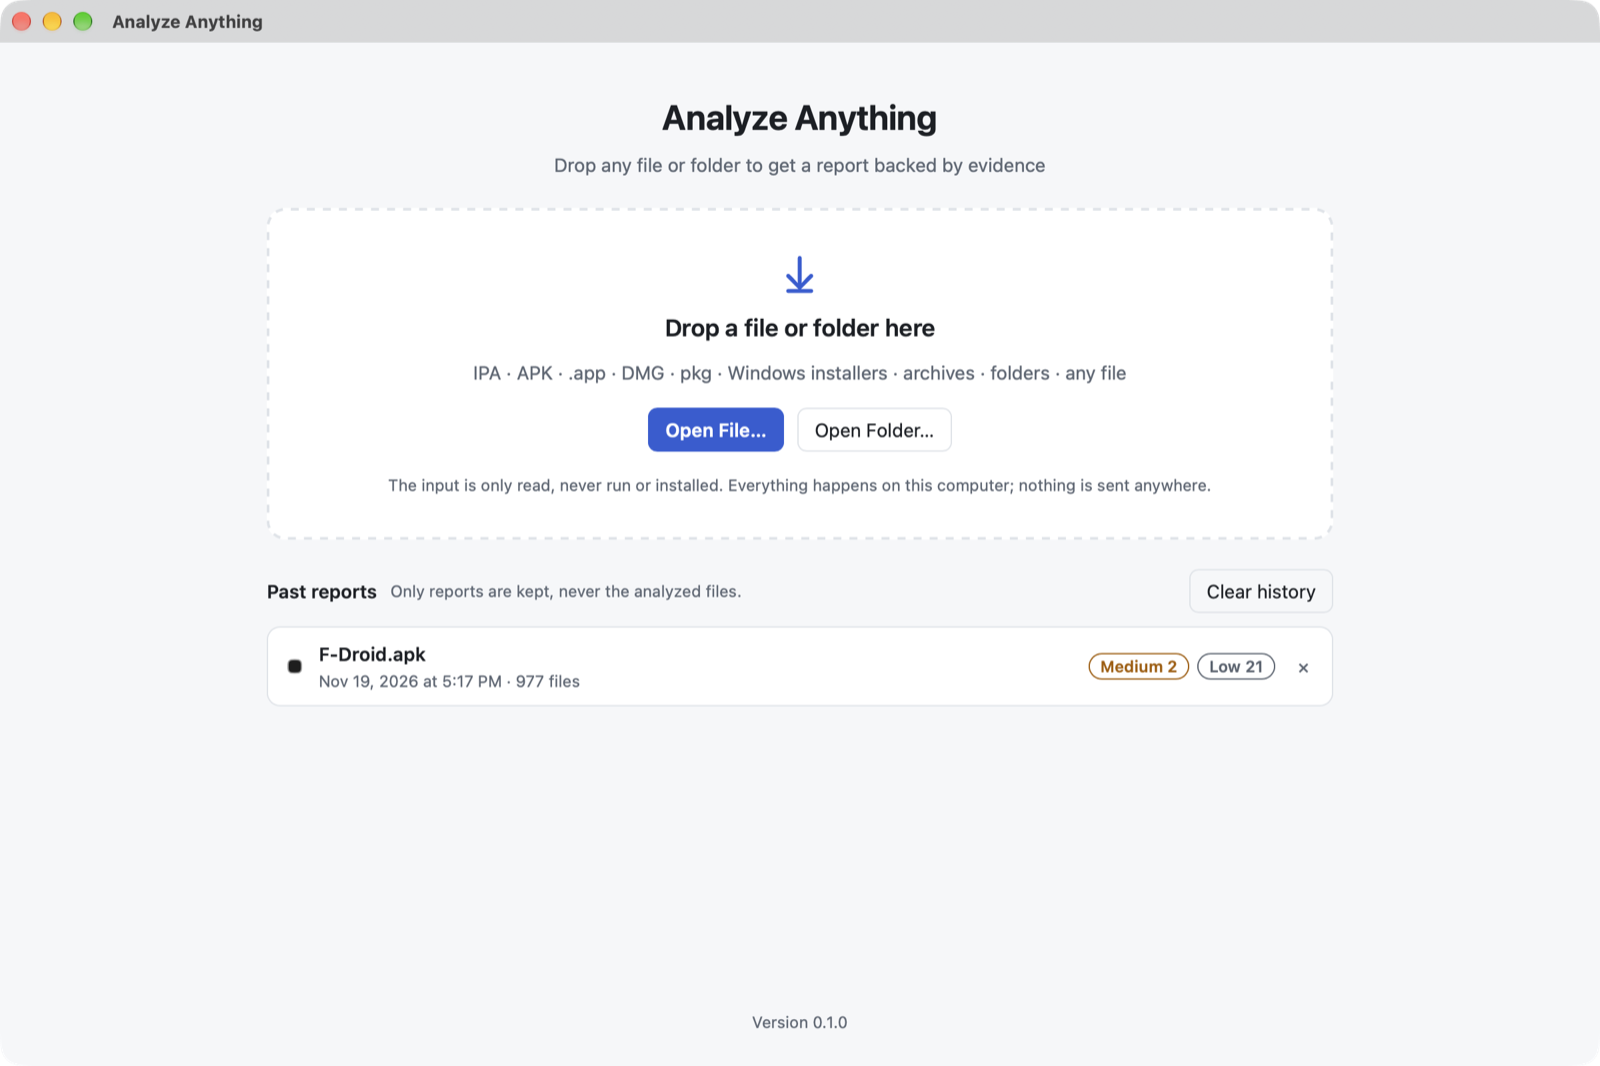 Analyze Anything
Analyze Anything
Drop any file or folder to get a report backed by evidence
Drop a file or folder here
IPA · APK · .app · DMG · pkg · Windows installers · archives · folders · any file
Open File...
Open Folder...
The input is only read, never run or installed. Everything happens on this computer; nothing is sent anywhere.
Past reports Only reports are kept, never the analyzed files.
Clear history
F-Droid.apk
Nov 19, 2026 at 5:17 PM · 977 files
Medium 2
Low 21
×
Version 0.1.0